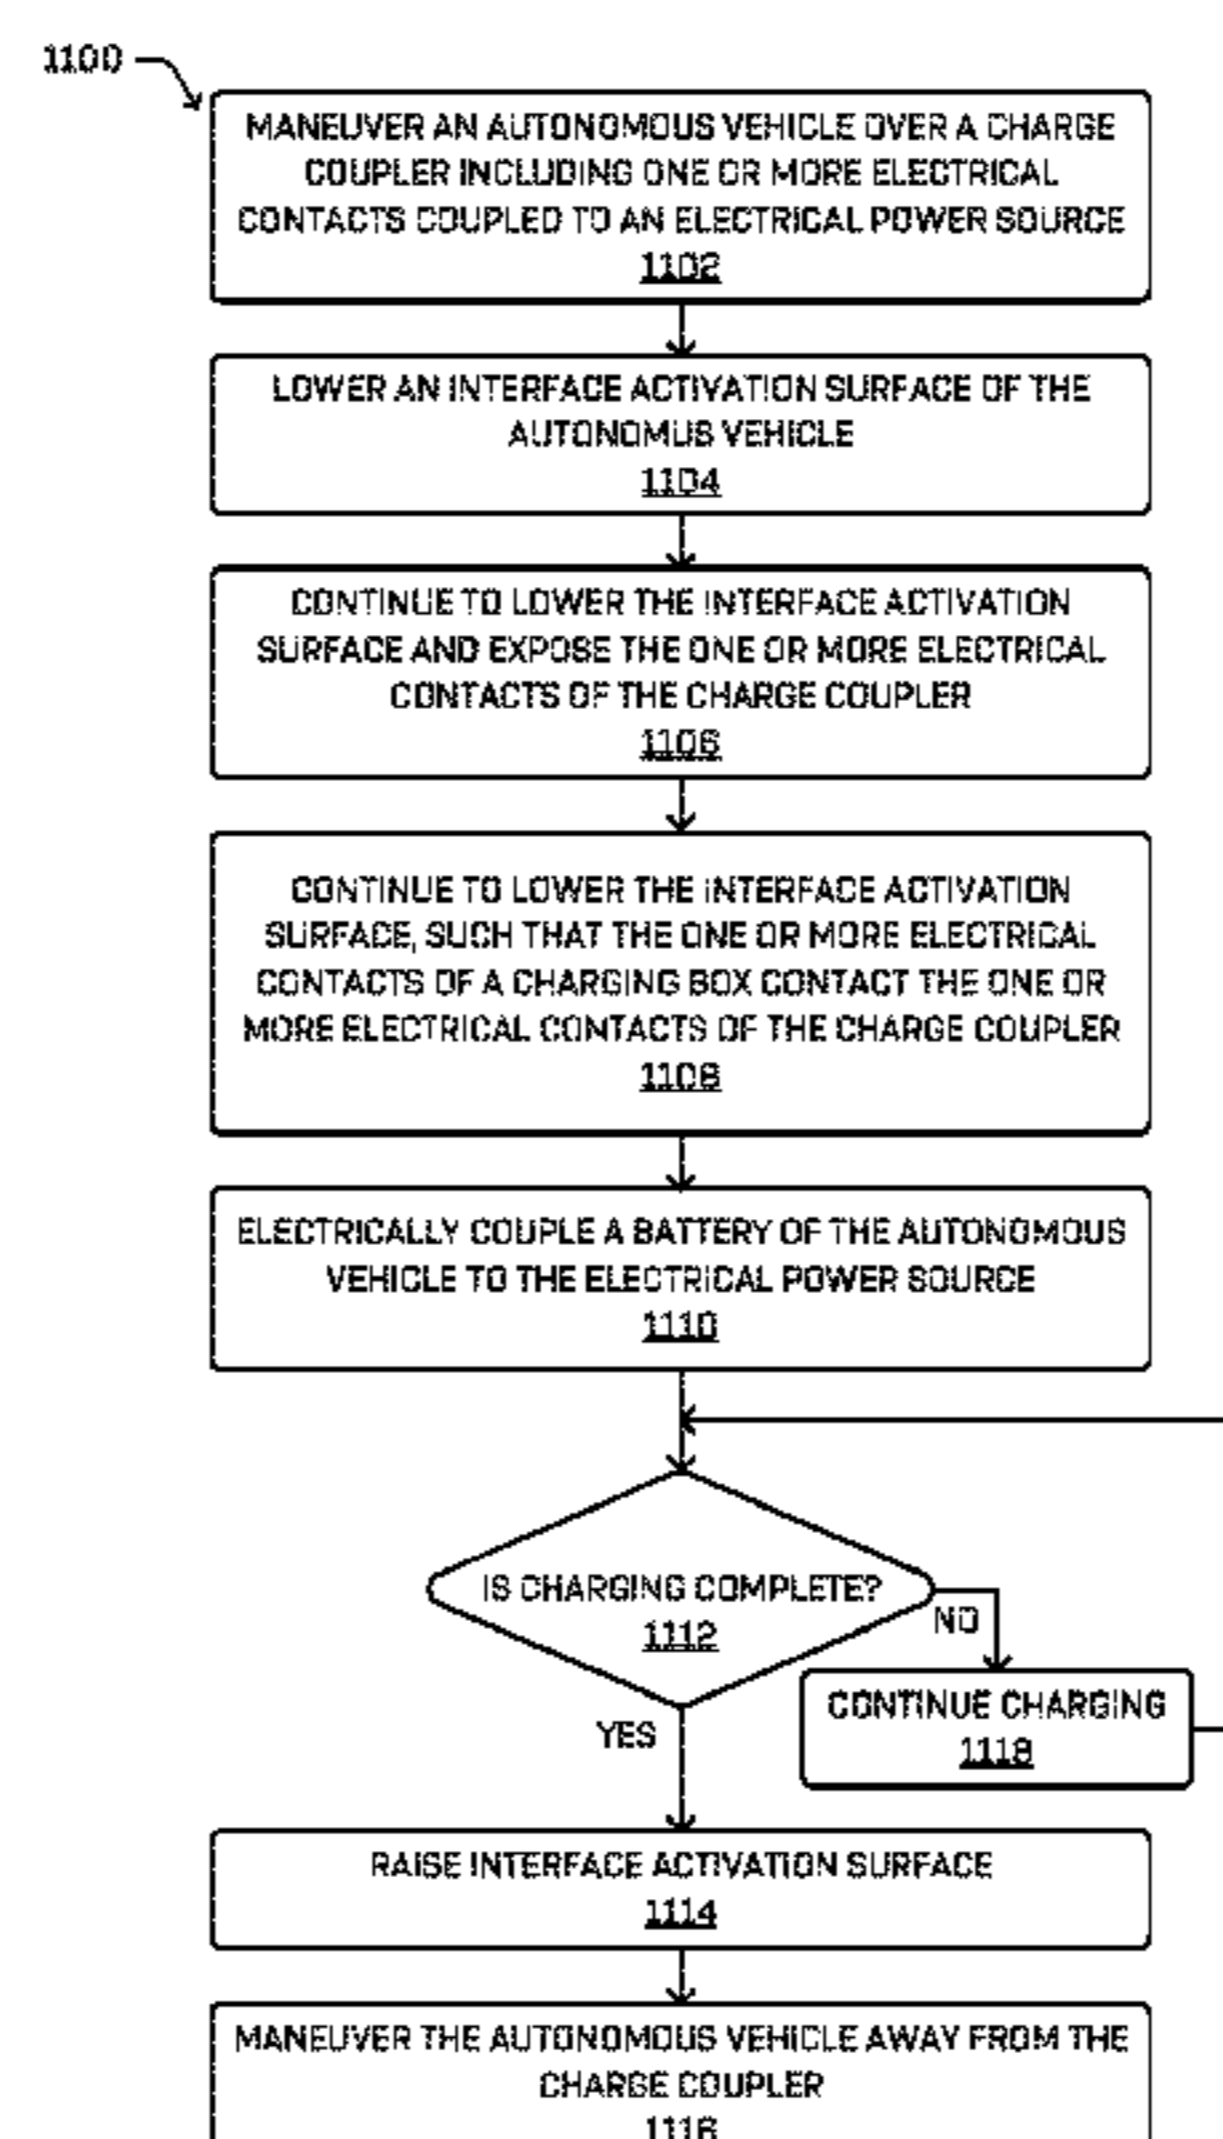 1100
MANEUVER AN AUTONOMOUS VEHICLE OVER A CHARGE
COUPLER INCLUDING ONE OR MORE ELECTRICAL
CONTACTS COUPLED TO AN ELECTRICAL POWER SOURCE
1102
LOWER AN INTERFACE ACTIVATION SURFACE OF THE
AUTONOMUS VEHICLE
1104
CONTINUE TO LOWER THE INTERFACE ACTIVATION
SURFACE AND EXPOSE THE ONE OR MORE ELECTRICAL
CONTACTS OF THE CHARGE COUPLER
1106
CONTINUE TO LOWER THE INTERFACE ACTIVATION
SURFACE, SUCH THAT THE ONE OR MORE ELECTRICAL
CONTACTS OF A CHARGING BOX CONTACT THE ONE OR
MORE ELECTRICAL CONTACTS OF THE CHARGE COUPLER
1108
ELECTRICALLY COUPLE A BATTERY OF THE AUTONOMOUS
VEHICLE TO THE ELECTRICAL POWER SOURCE
1110
IS CHARGING COMPLETE?
1112
NO
CONTINUE CHARGING
1118
YES
RAISE INTERFACE ACTIVATION SURFACE
1114
MANEUVER THE AUTONOMOUS VEHICLE AWAY FROM THE
CHARGE COUPLER
1116